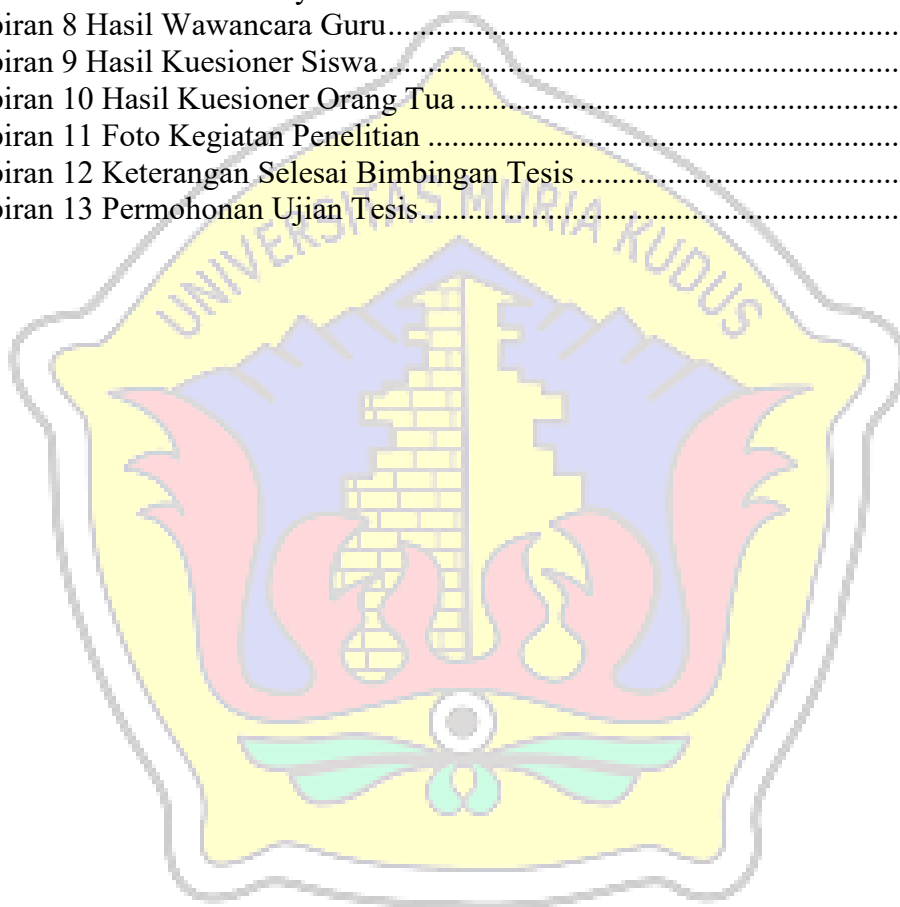 piran 8 Hasil Wawancara Guru
piran 9 Hasil Kuesioner Siswa
piran 10 Hasil Kuesioner Orang Tua
piran 11 Foto Kegiatan Penelitian
piran 12 Keterangan Selesai Bimbingan Tesis
piran 13 Permohonan Ujian Tesis
UNIVERSITAS MURIA KUDUS